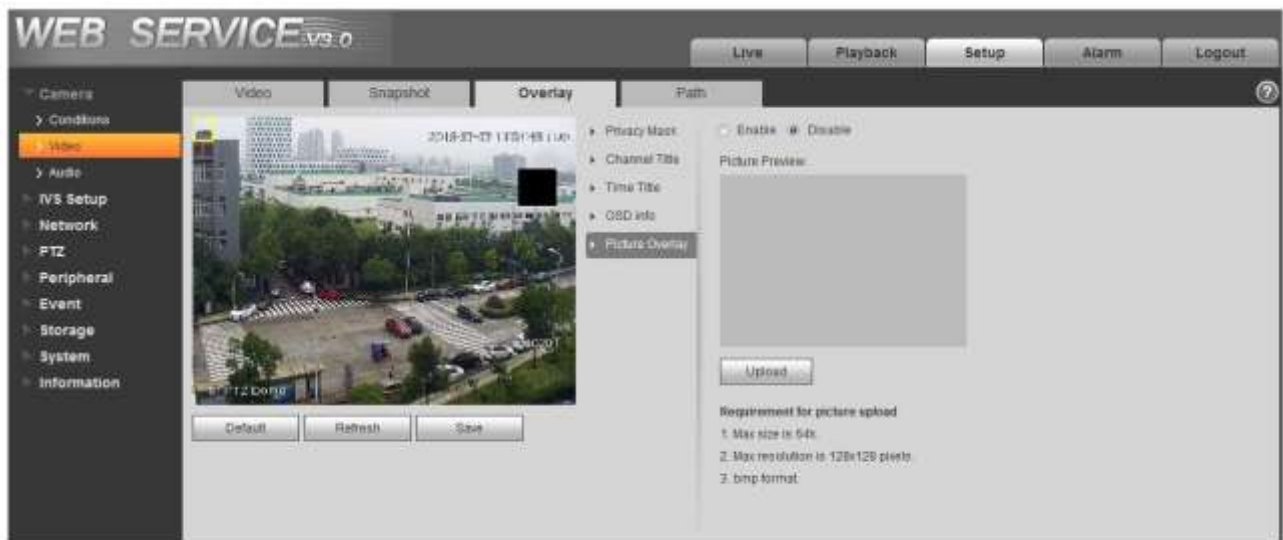 WEB SERVICE V3.0
Live
Playback
Setup
Alarm
Logout
Camera
Conditions
Video
Audio
IVS Setup
Network
PTZ
Peripheral
Event
Storage
System
Information
Video
Snapshot
Overlay
Path
PTZ Dome
Default
Refresh
Save
Privacy Mask
Channel Title
Time Title
OSD info
Picture Overlay
Enable
Disable
Picture Preview
Upload
Requirement for picture upload
1. Max size is 64k.
2. Max resolution is 128x128 pixels.
3. bmp format.